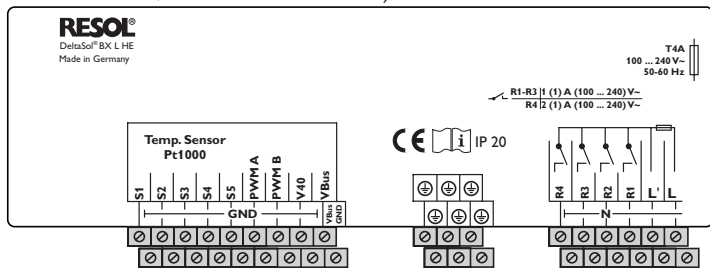 RESOL®
DeltaSol® BX L HE
Made in Germany
T4A
100 ... 240 V~
50-60 Hz
R1-R3 1 (1) A (100 ... 240) V~
R4 2 (1) A (100 ... 240) V~
Temp. Sensor
Pt1000
CE i IP 20
S1 S2 S3 S4 S5 PWM A PWM B V40 VBus
GND
VBus
GND
R4 R3 R2 R1 L' L
N